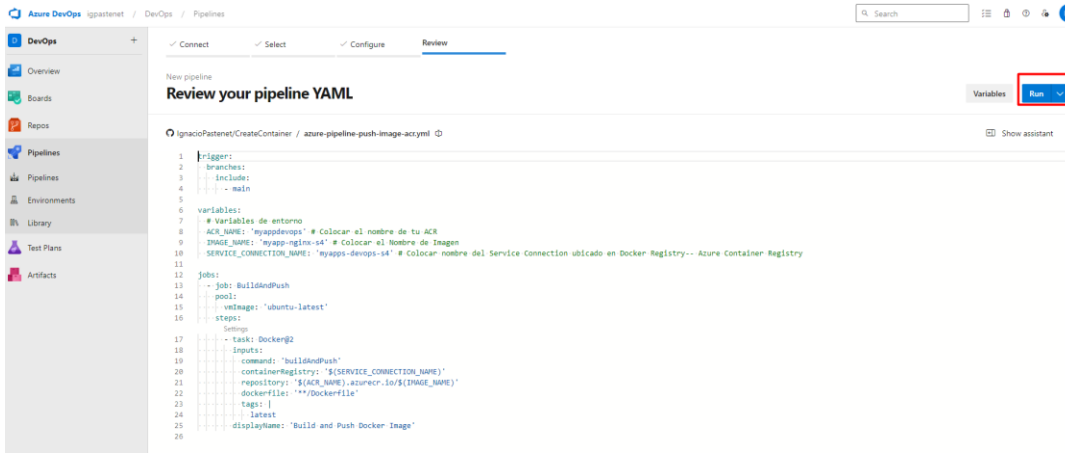 Azure DevOps igpastenet / DevOps / Pipelines
Search
D DevOps +
Overview
Boards
Repos
Pipelines
Pipelines
Environments
Library
Test Plans
Artifacts
Connect Select Configure Review
New pipeline
Review your pipeline YAML
Variables Run
IgnacioPastenet/CreateContainer / azure-pipeline-push-image-acr.yml
Show assistant
1 trigger:
2 branches:
3 include:
4 - main
5
6 variables:
7 # Variables de entorno
8 ACR_NAME: 'myappdevops' # Colocar el nombre de tu ACR
9 IMAGE_NAME: 'myapp-nginx-s4' # Colocar el Nombre de Imagen
10 SERVICE_CONNECTION_NAME: 'myapps-devops-s4' # Colocar nombre del Service Connection ubicado en Docker Registry-- Azure Container Registry
11
12 jobs:
13 - job: BuildAndPush
14 pool:
15 vmImage: 'ubuntu-latest'
16 steps:
Settings
17 - task: Docker@2
18 inputs:
19 command: 'buildAndPush'
20 containerRegistry: '$(SERVICE_CONNECTION_NAME)'
21 repository: '$(ACR_NAME).azurecr.io/$(IMAGE_NAME)'
22 dockerfile: '**/Dockerfile'
23 tags: |
24 latest
25 displayName: 'Build and Push Docker Image'
26